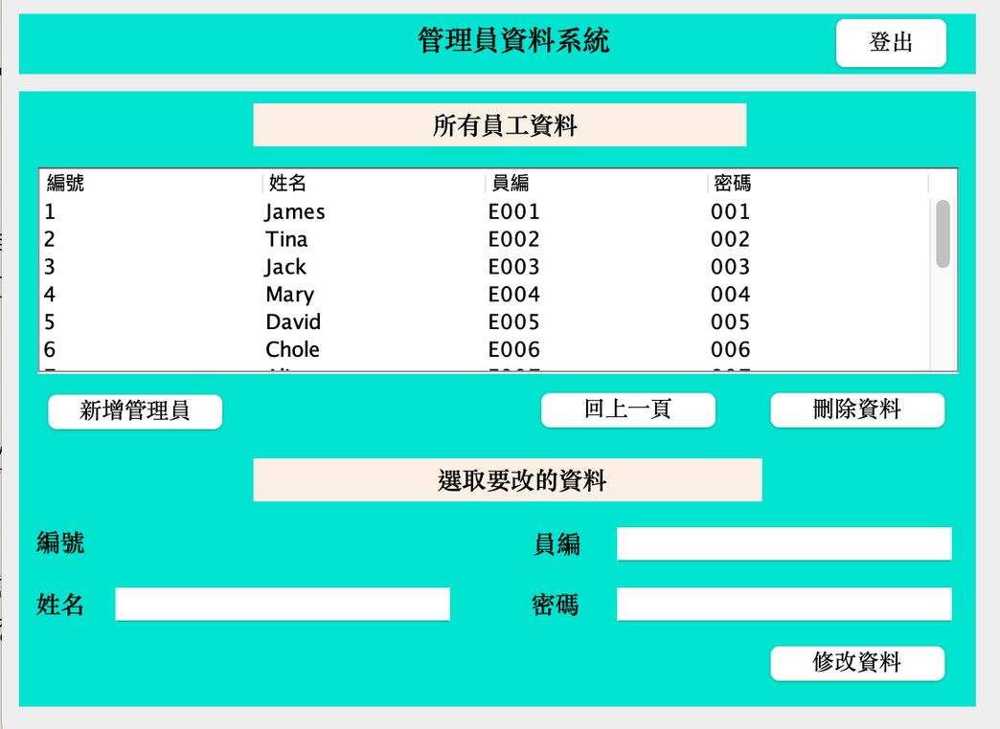 管理員資料系統 登出
所有員工資料
編號 姓名 員編 密碼
1 James E001 001
2 Tina E002 002
3 Jack E003 003
4 Mary E004 004
5 David E005 005
6 Chole E006 006
新增管理員 回上一頁 刪除資料
選取要改的資料
編號 員編
姓名 密碼
修改資料